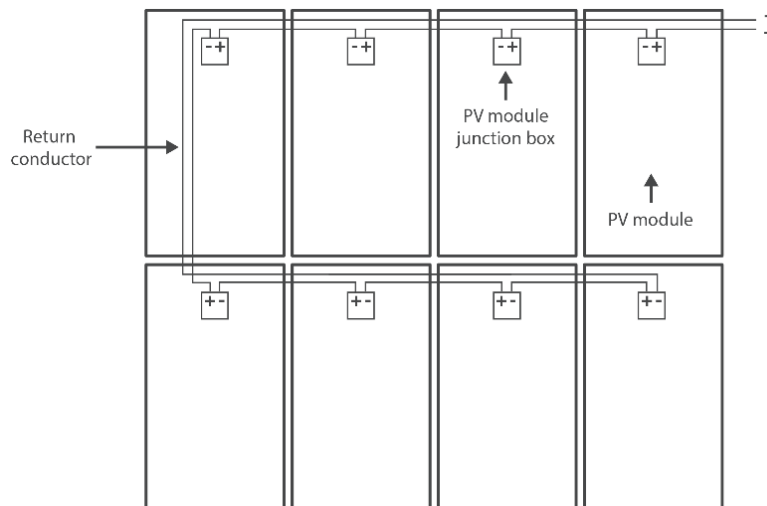 -+ -+ -+ -+
Return
conductor
PV module
junction box
PV module
+- +- +- +-